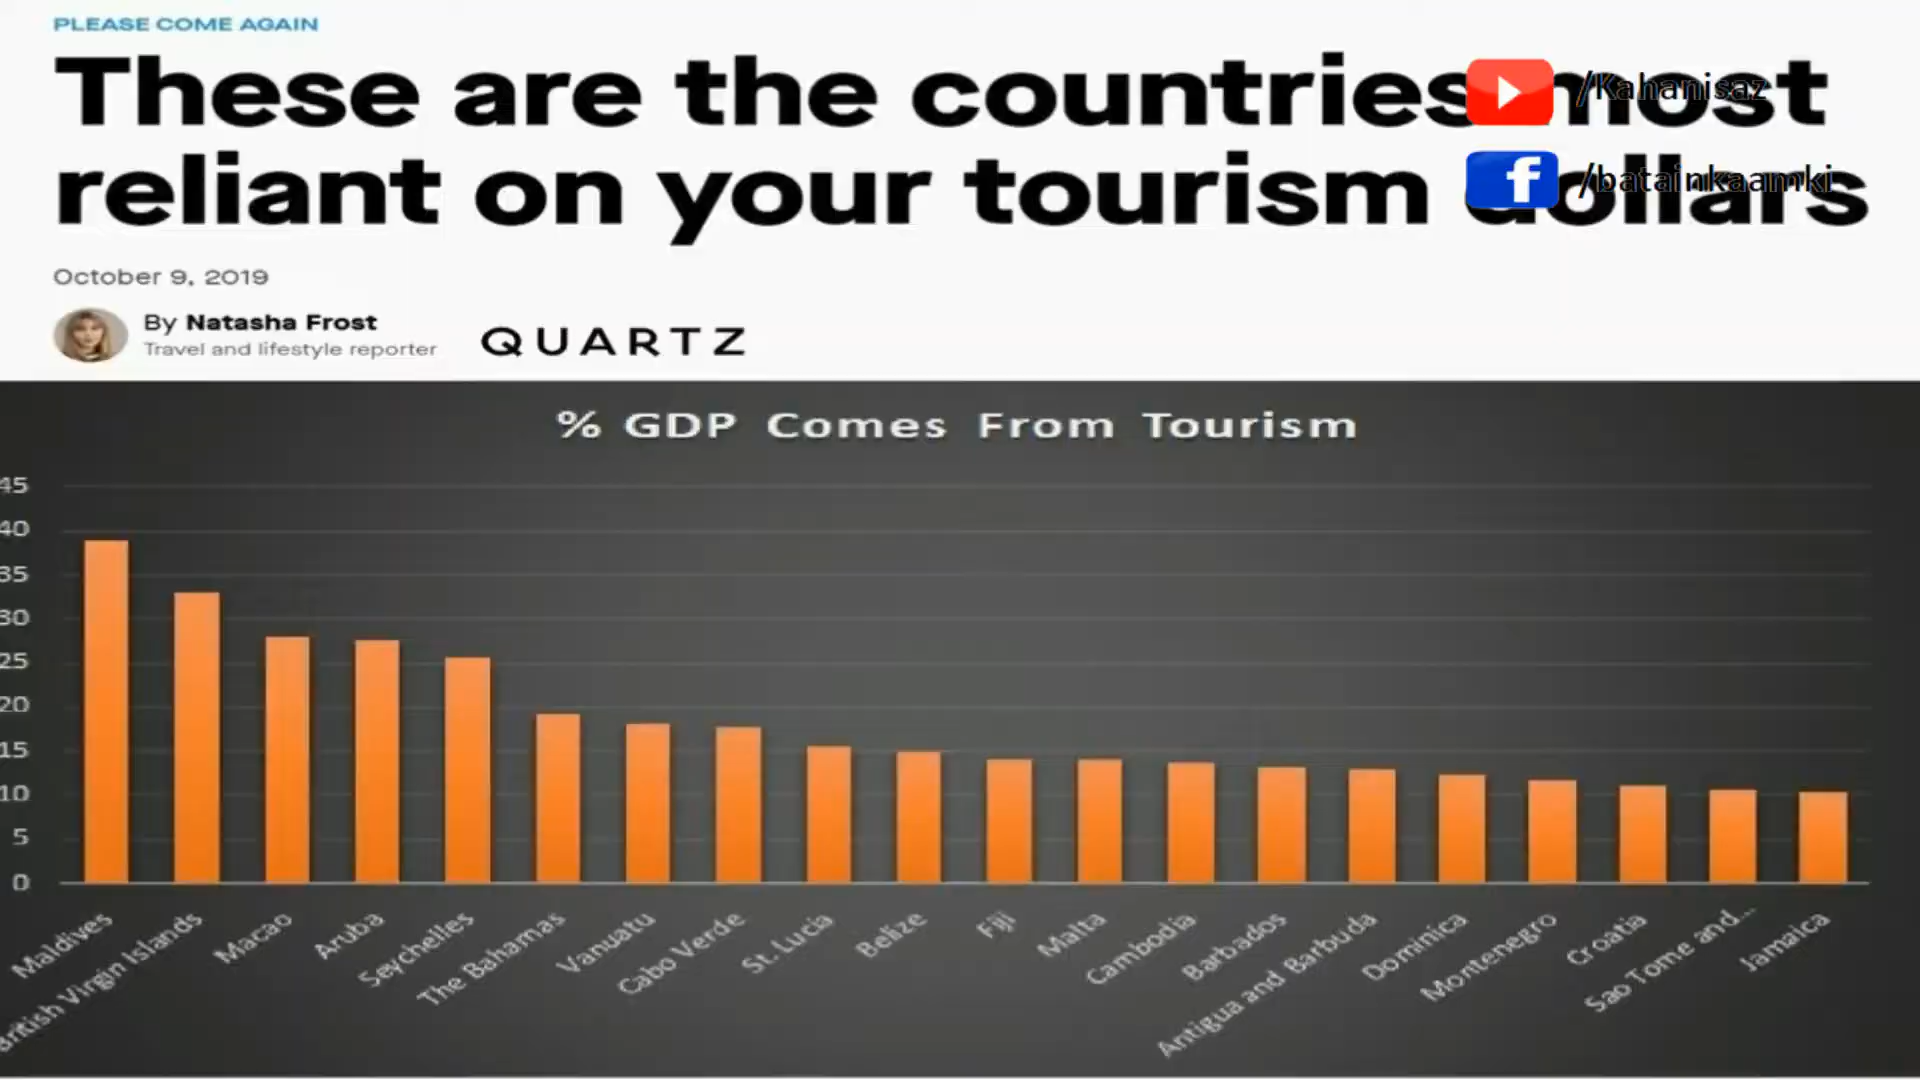 PLEASE COME AGAIN
These are the countries most
/Kahanisaz
reliant on your tourism dollars
/batainkaamki
October 9, 2019
By Natasha Frost
Travel and lifestyle reporter
QUARTZ
% GDP Comes From Tourism
45
40
35
30
25
20
15
10
5
0
Maldives
British Virgin Islands
Macao
Aruba
Seychelles
The Bahamas
Vanuatu
Cabo Verde
St. Lucia
Belize
Fiji
Malta
Cambodia
Barbados
Antigua and Barbuda
Dominica
Montenegro
Croatia
Sao Tome and...
Jamaica